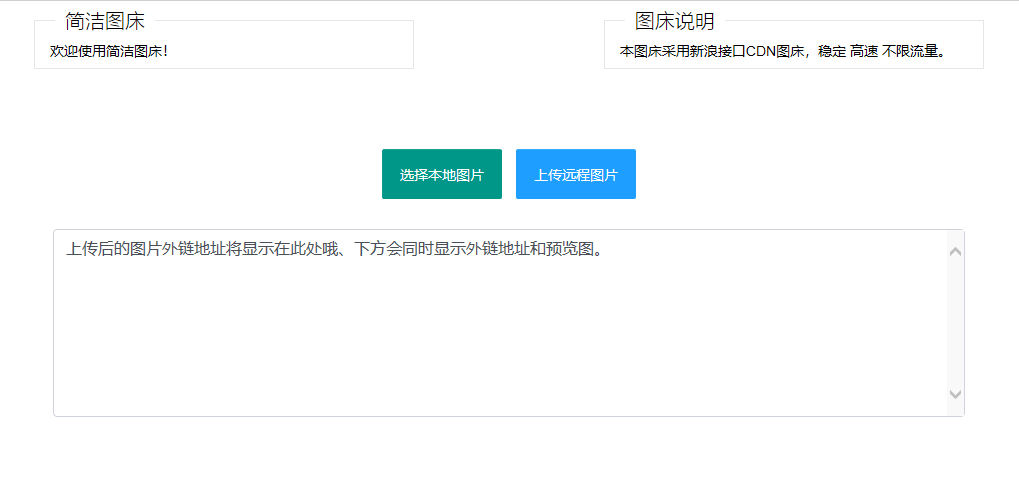 简洁图床
欢迎使用简洁图床！
图床说明
本图床采用新浪接口CDN图床，稳定 高速 不限流量。
选择本地图片
上传远程图片
上传后的图片外链地址将显示在此处哦、下方会同时显示外链地址和预览图。